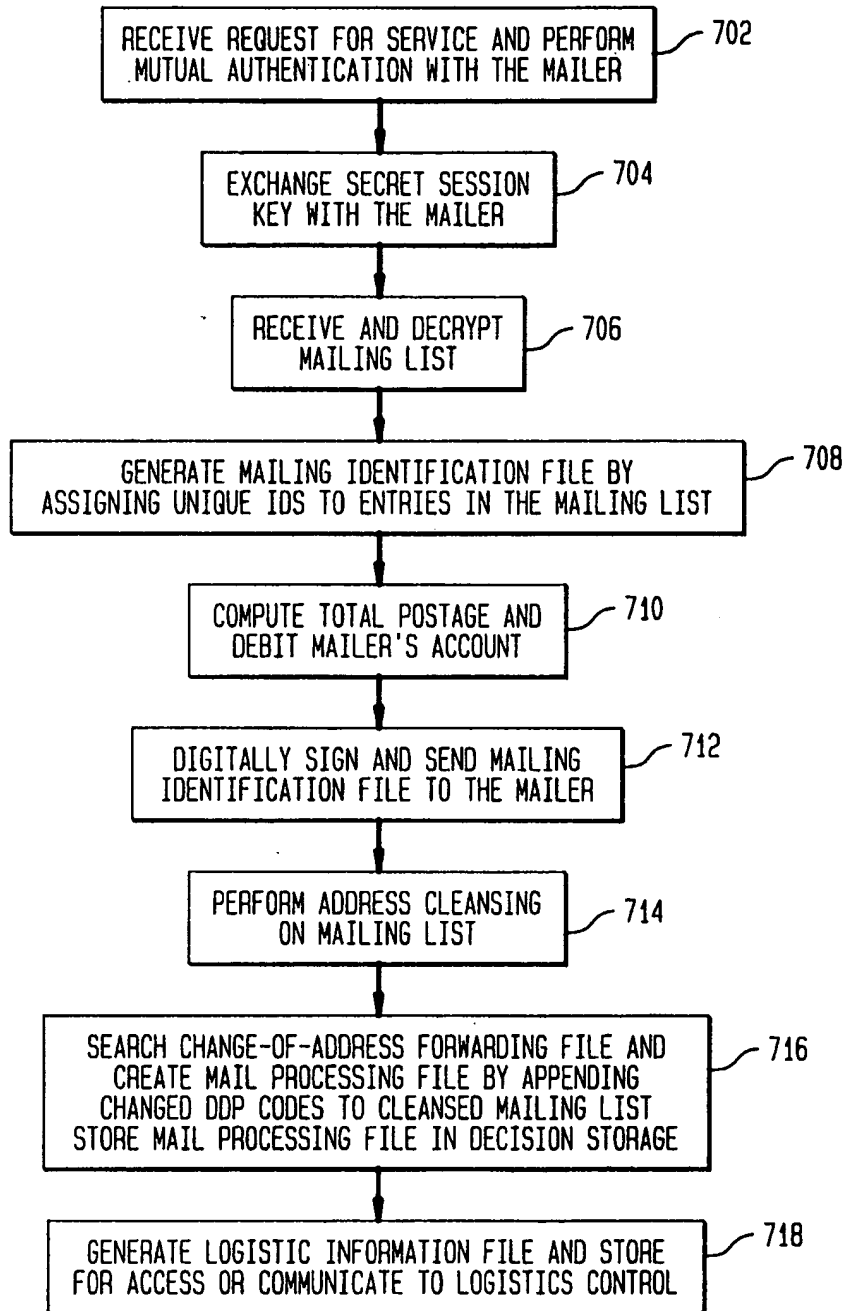 RECEIVE REQUEST FOR SERVICE AND PERFORM
MUTUAL AUTHENTICATION WITH THE MAILER
702
EXCHANGE SECRET SESSION
KEY WITH THE MAILER
704
RECEIVE AND DECRYPT
MAILING LIST
706
GENERATE MAILING IDENTIFICATION FILE BY
ASSIGNING UNIQUE IDS TO ENTRIES IN THE MAILING LIST
708
COMPUTE TOTAL POSTAGE AND
DEBIT MAILER'S ACCOUNT
710
DIGITALLY SIGN AND SEND MAILING
IDENTIFICATION FILE TO THE MAILER
712
PERFORM ADDRESS CLEANSING
ON MAILING LIST
714
SEARCH CHANGE-OF-ADDRESS FORWARDING FILE AND
CREATE MAIL PROCESSING FILE BY APPENDING
CHANGED DDP CODES TO CLEANSED MAILING LIST
STORE MAIL PROCESSING FILE IN DECISION STORAGE
716
GENERATE LOGISTIC INFORMATION FILE AND STORE
FOR ACCESS OR COMMUNICATE TO LOGISTICS CONTROL
718